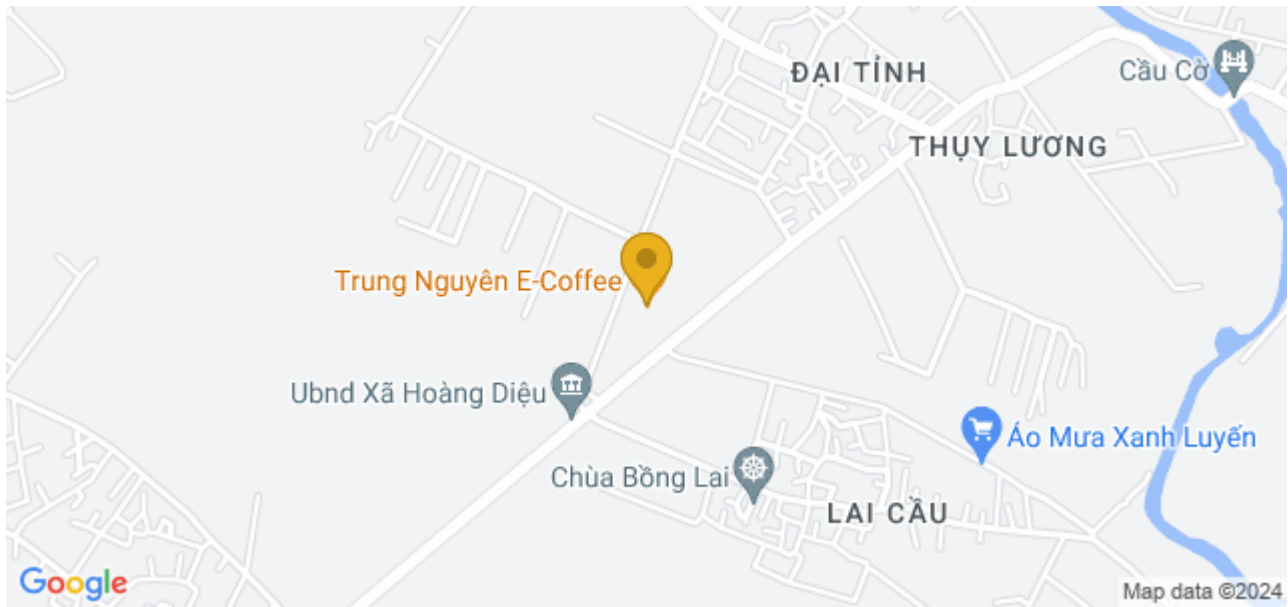 ĐẠI TỈNH
Cầu Cờ
THỤY LƯƠNG
Trung Nguyên E-Coffee
Ubnd Xã Hoàng Diệu
Áo Mưa Xanh Luyến
Chùa Bồng Lai
LAI CẦU
Google
Map data ©2024